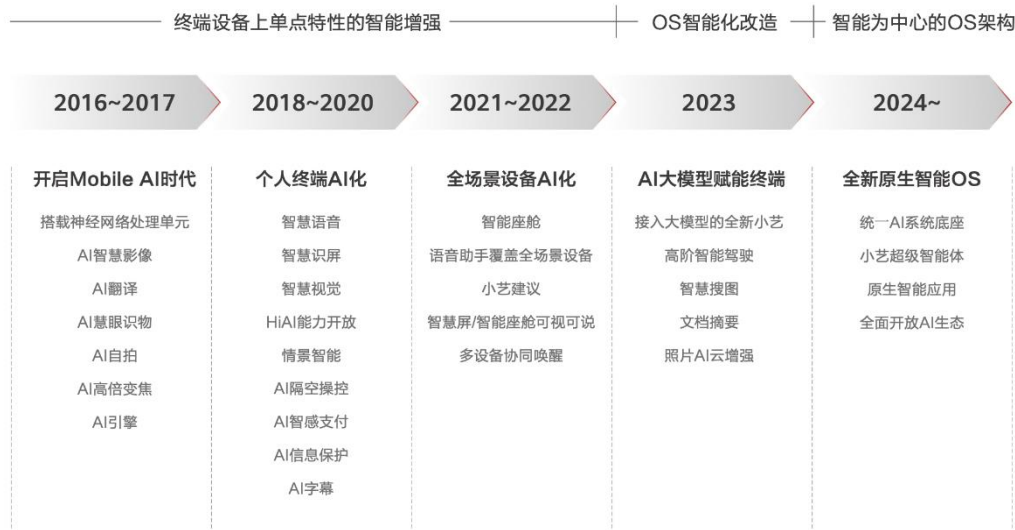 终端设备上单点特性的智能增强
OS智能化改造
智能为中心的OS架构
2016~2017
2018~2020
2021~2022
2023
2024~
开启Mobile AI时代
搭载神经网络处理单元
AI智慧影像
AI翻译
AI慧眼识物
AI自拍
AI高倍变焦
AI引擎
个人终端AI化
智慧语音
智慧识屏
智慧视觉
HiAI能力开放
情景智能
AI隔空操控
AI智感支付
AI信息保护
AI字幕
全场景设备AI化
智能座舱
语音助手覆盖全场景设备
小艺建议
智慧屏/智能座舱可视可说
多设备协同唤醒
AI大模型赋能终端
接入大模型的全新小艺
高阶智能驾驶
智慧搜图
文档摘要
照片AI云增强
全新原生智能OS
统一AI系统底座
小艺超级智能体
原生智能应用
全面开放AI生态